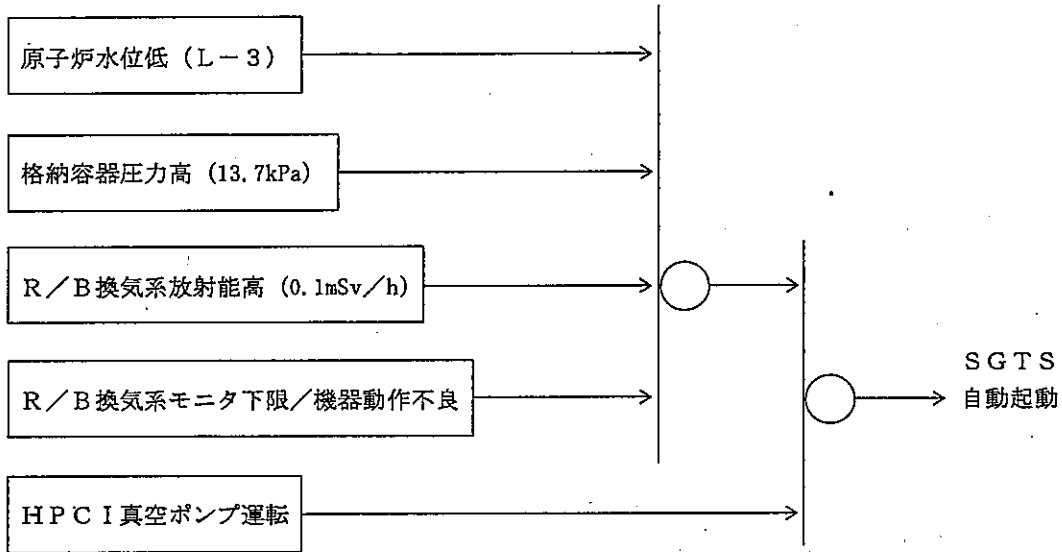 原子炉水位低（L－3）
格納容器圧力高（13.7kPa）
R／B換気系放射能高（0.1mSv／h）
R／B換気系モニタ下限／機器動作不良
HPCI真空ポンプ運転
SGTS
自動起動